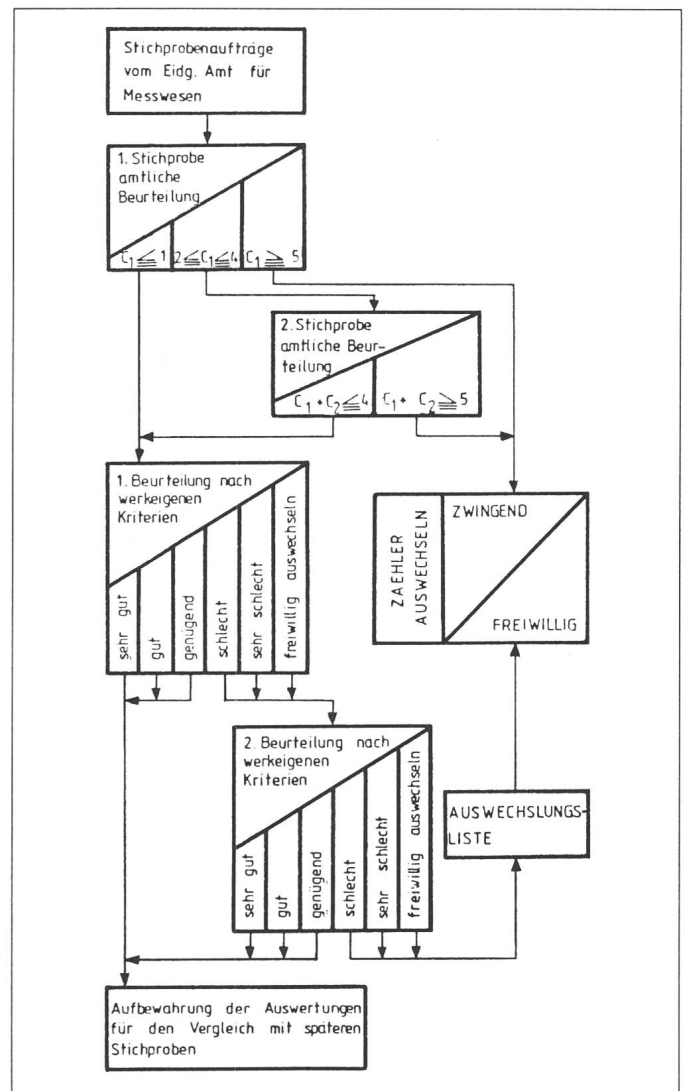 Stichprobenaufträge
vom Eidg. Amt für
Messwesen
1. Stichprobe
amtliche
Beurteilung
C₁ ≦ 1
2 ≦ C₁ ≦ 4
C₁ ≧ 5
2. Stichprobe
amtliche Beur-
teilung
C₁ + C₂ ≦ 4
C₁ + C₂ ≧ 5
1. Beurteilung nach
werkeigenen
Kriterien
sehr gut
gut
genügend
schlecht
sehr schlecht
freiwillig auswechseln
ZAEHLER
AUSWECHSELN
ZWINGEND
FREIWILLIG
2. Beurteilung nach
werkeigenen
Kriterien
sehr gut
gut
genügend
schlecht
sehr schlecht
freiwillig auswechseln
AUSWECHSLUNGS-
LISTE
Aufbewahrung der Auswertungen
für den Vergleich mit späteren
Stichproben